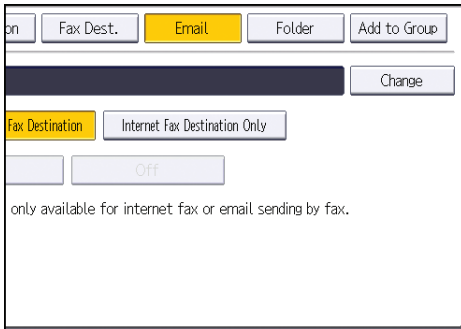 on Fax Dest. Email Folder Add to Group
Change
Fax Destination Internet Fax Destination Only
Off
only available for internet fax or email sending by fax.